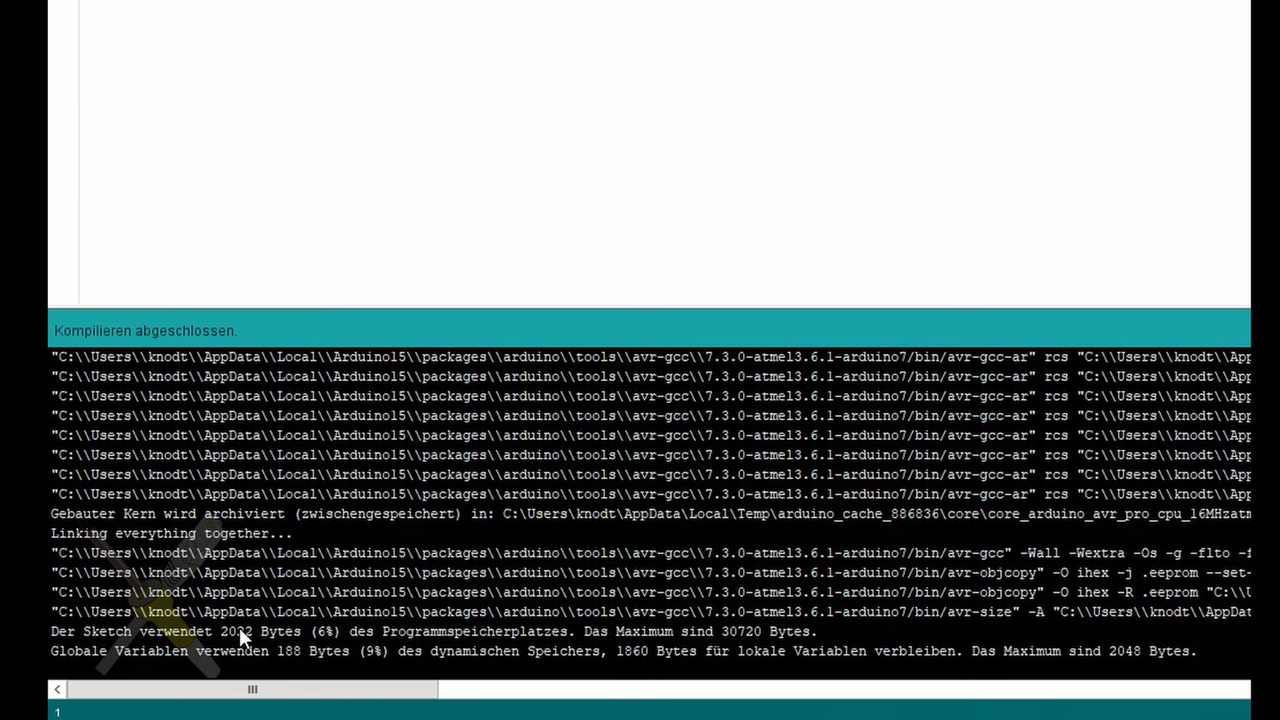 Kompilieren abgeschlossen.
"C:\\Users\\knodt\\AppData\\Local\\Arduino15\\packages\\arduino\\tools\\avr-gcc\\7.3.0-atmel3.6.1-arduino7/bin/avr-gcc-ar" rcs "C:\\Users\\knodt\\App
"C:\\Users\\knodt\\AppData\\Local\\Arduino15\\packages\\arduino\\tools\\avr-gcc\\7.3.0-atmel3.6.1-arduino7/bin/avr-gcc-ar" rcs "C:\\Users\\knodt\\App
"C:\\Users\\knodt\\AppData\\Local\\Arduino15\\packages\\arduino\\tools\\avr-gcc\\7.3.0-atmel3.6.1-arduino7/bin/avr-gcc-ar" rcs "C:\\Users\\knodt\\App
"C:\\Users\\knodt\\AppData\\Local\\Arduino15\\packages\\arduino\\tools\\avr-gcc\\7.3.0-atmel3.6.1-arduino7/bin/avr-gcc-ar" rcs "C:\\Users\\knodt\\App
"C:\\Users\\knodt\\AppData\\Local\\Arduino15\\packages\\arduino\\tools\\avr-gcc\\7.3.0-atmel3.6.1-arduino7/bin/avr-gcc-ar" rcs "C:\\Users\\knodt\\App
"C:\\Users\\knodt\\AppData\\Local\\Arduino15\\packages\\arduino\\tools\\avr-gcc\\7.3.0-atmel3.6.1-arduino7/bin/avr-gcc-ar" rcs "C:\\Users\\knodt\\App
"C:\\Users\\knodt\\AppData\\Local\\Arduino15\\packages\\arduino\\tools\\avr-gcc\\7.3.0-atmel3.6.1-arduino7/bin/avr-gcc-ar" rcs "C:\\Users\\knodt\\App
"C:\\Users\\knodt\\AppData\\Local\\Arduino15\\packages\\arduino\\tools\\avr-gcc\\7.3.0-atmel3.6.1-arduino7/bin/avr-gcc-ar" rcs "C:\\Users\\knodt\\App
Gebauter Kern wird archiviert (zwischengespeichert) in: C:\Users\knodt\AppData\Local\Temp\arduino_cache_886836\core\core_arduino_avr_pro_cpu_16MHzatm
Linking everything together...
"C:\\Users\\knodt\\AppData\\Local\\Arduino15\\packages\\arduino\\tools\\avr-gcc\\7.3.0-atmel3.6.1-arduino7/bin/avr-gcc" -Wall -Wextra -Os -g -flto -f
"C:\\Users\\knodt\\AppData\\Local\\Arduino15\\packages\\arduino\\tools\\avr-gcc\\7.3.0-atmel3.6.1-arduino7/bin/avr-objcopy" -O ihex -j .eeprom --set-
"C:\\Users\\knodt\\AppData\\Local\\Arduino15\\packages\\arduino\\tools\\avr-gcc\\7.3.0-atmel3.6.1-arduino7/bin/avr-objcopy" -O ihex -R .eeprom "C:\\U
"C:\\Users\\knodt\\AppData\\Local\\Arduino15\\packages\\arduino\\tools\\avr-gcc\\7.3.0-atmel3.6.1-arduino7/bin/avr-size" -A "C:\\Users\\knodt\\AppDat
Der Sketch verwendet 2032 Bytes (6%) des Programmspeicherplatzes. Das Maximum sind 30720 Bytes.
Globale Variablen verwenden 188 Bytes (9%) des dynamischen Speichers, 1860 Bytes für lokale Variablen verbleiben. Das Maximum sind 2048 Bytes.
1